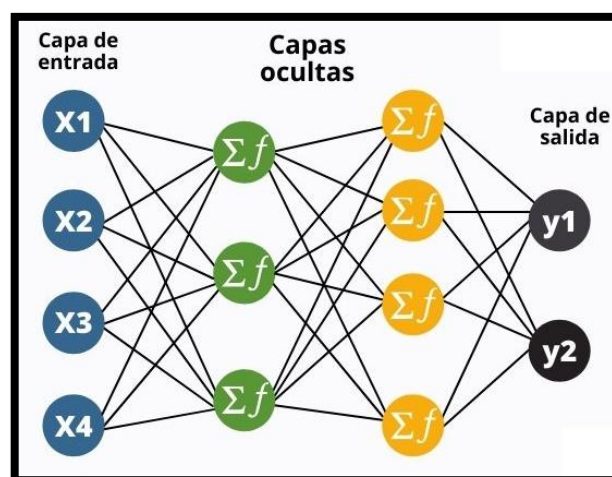 Capa de
entrada
Capas
ocultas
Capa de
salida
X1
X2
X3
X4
Σf
Σf
Σf
Σf
Σf
Σf
Σf
y1
y2